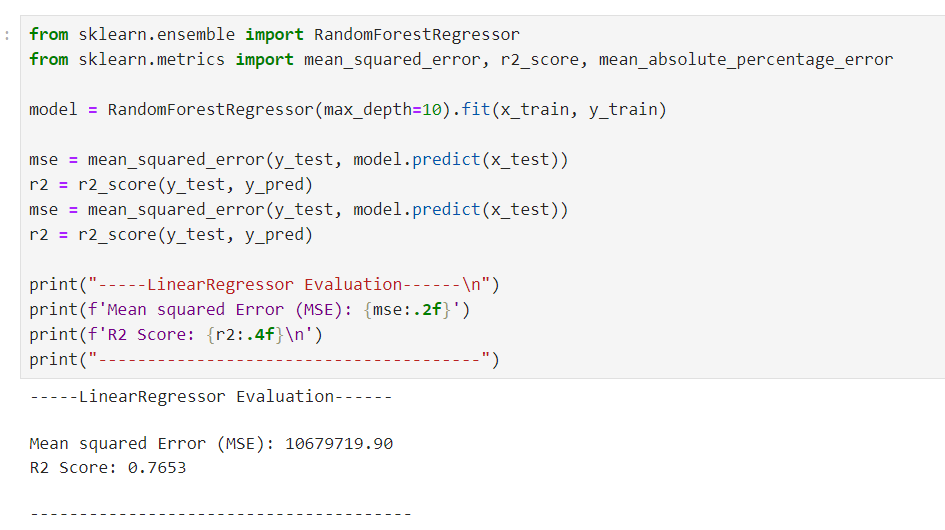 :
from sklearn.ensemble import RandomForestRegressor
from sklearn.metrics import mean_squared_error, r2_score, mean_absolute_percentage_error
model = RandomForestRegressor(max_depth=10).fit(x_train, y_train)
mse = mean_squared_error(y_test, model.predict(x_test))
r2 = r2_score(y_test, y_pred)
mse = mean_squared_error(y_test, model.predict(x_test))
r2 = r2_score(y_test, y_pred)
print("-----LinearRegressor Evaluation------\n")
print(f'Mean squared Error (MSE): {mse:.2f}')
print(f'R2 Score: {r2:.4f}\n')
print("---------------------------------------")
-----LinearRegressor Evaluation------
Mean squared Error (MSE): 10679719.90
R2 Score: 0.7653
---------------------------------------